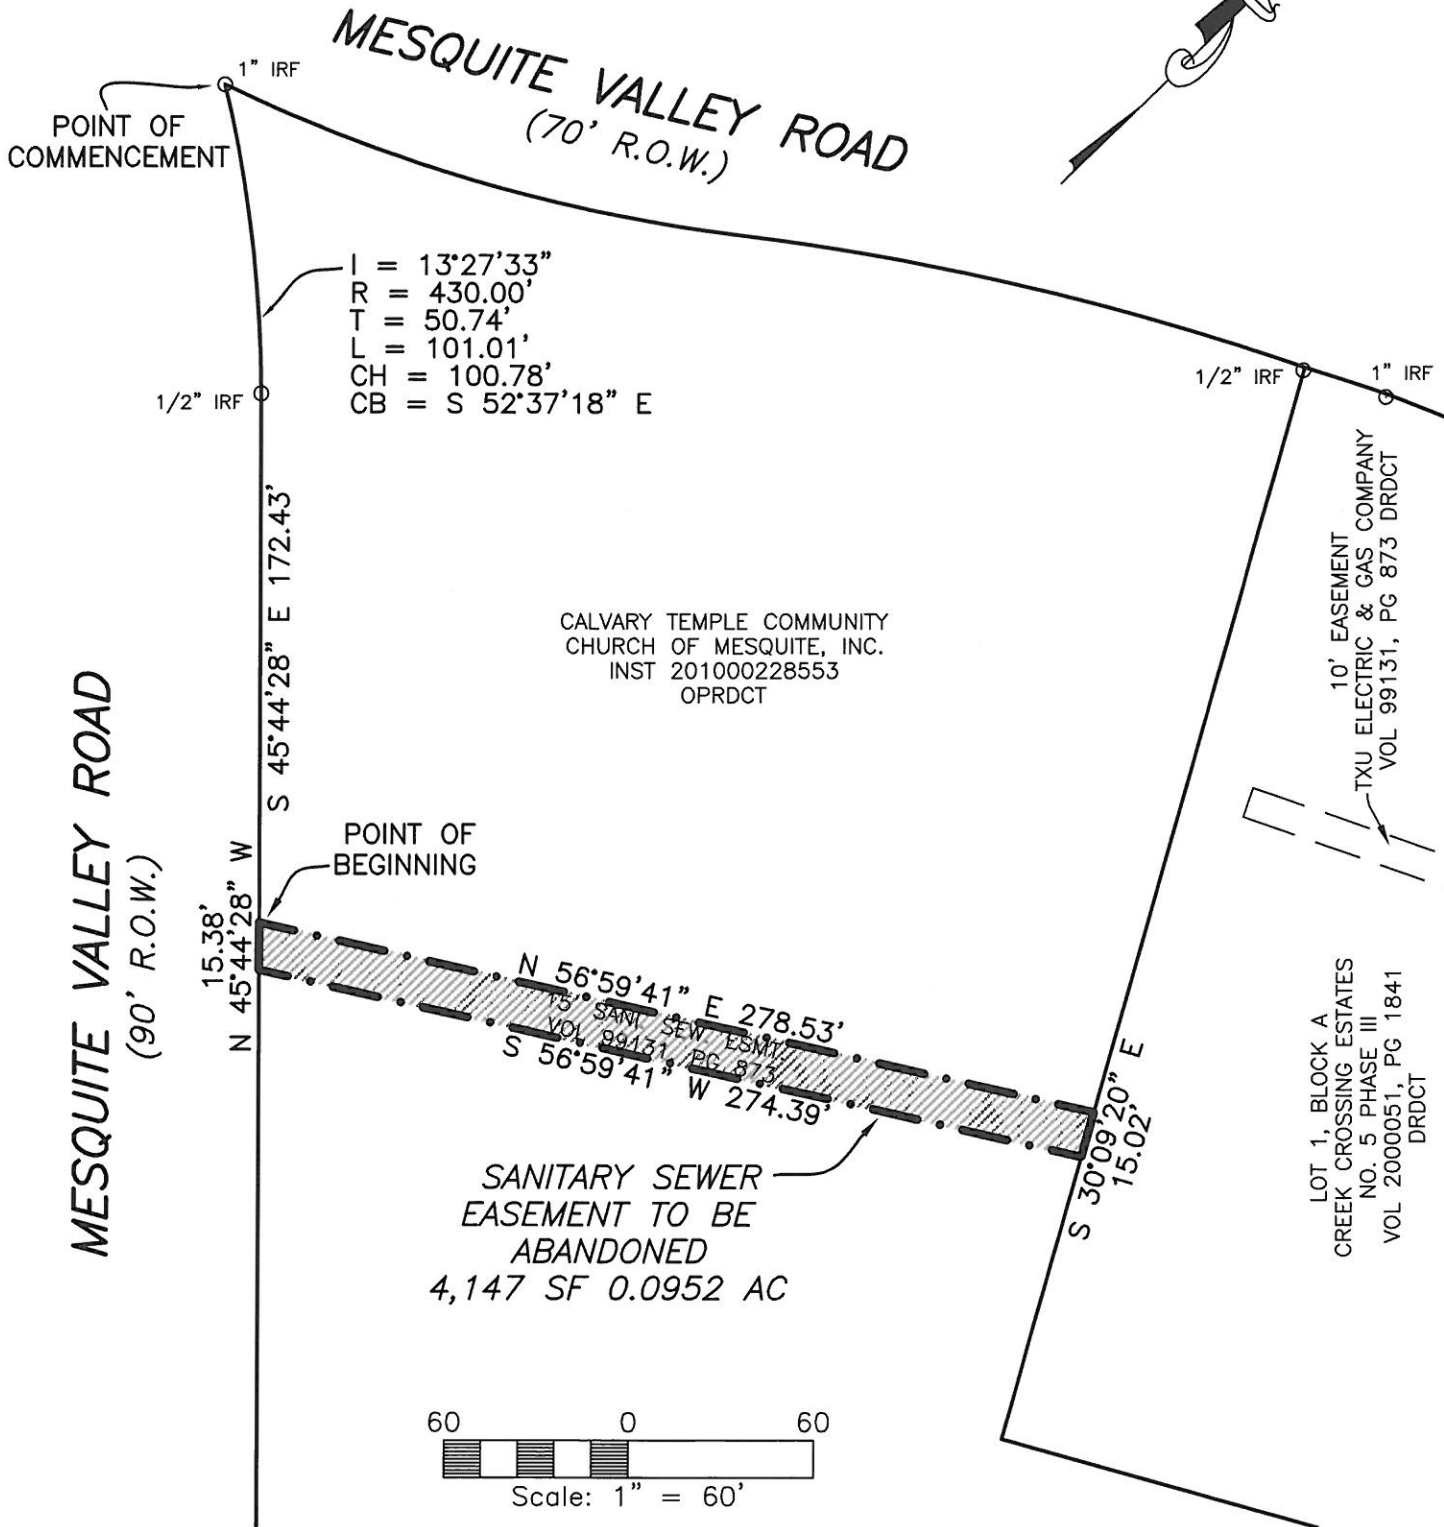 MESQUITE VALLEY ROAD
(70' R.O.W.)
1" IRF
POINT OF
COMMENCEMENT
I = 13°27'33"
R = 430.00'
T = 50.74'
L = 101.01'
CH = 100.78'
CB = S 52°37'18" E
1/2" IRF
1/2" IRF
1" IRF
S 45°44'28" E 172.43'
10' EASEMENT
TXU ELECTRIC & GAS COMPANY
VOL 99131, PG 873 DRDCT
CALVARY TEMPLE COMMUNITY
CHURCH OF MESQUITE, INC.
INST 201000228553
OPRDCT
MESQUITE VALLEY ROAD
(90' R.O.W.)
POINT OF
BEGINNING
15.38'
N 45°44'28" W
N 56°59'41" E 278.53'
15' SANI SEW ESMT
VOL 99131 PG 873
S 56°59'41" W 274.39'
S 30°09'20" E
15.02'
LOT 1, BLOCK A
CREEK CROSSING ESTATES
NO. 5 PHASE III
VOL 2000051, PG 1841
DRDCT
SANITARY SEWER
EASEMENT TO BE
ABANDONED
4,147 SF 0.0952 AC
60 0 60
Scale: 1" = 60'